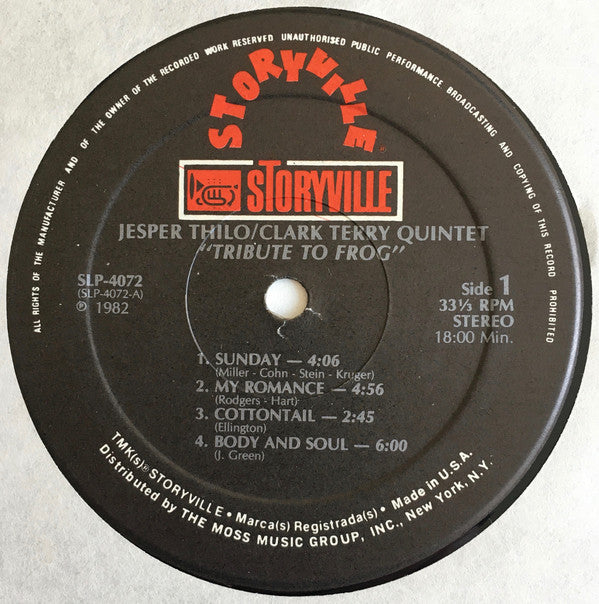 ALL RIGHTS OF THE MANUFACTURER AND OF THE OWNER OF THE RECORDED WORK RESERVED UNAUTHORISED PUBLIC PERFORMANCE BROADCASTING AND COPYING OF THIS RECORD PROHIBITED
STORYVILLE®
STORYVILLE
JESPER THILO/CLARK TERRY QUINTET
"TRIBUTE TO FROG"
SLP-4072
(SLP-4072-A)
℗ 1982
Side 1
33⅓ RPM
STEREO
18:00 Min.
1. SUNDAY — 4:06
(Miller - Cohn - Stein - Kruger)
2. MY ROMANCE — 4:56
(Rodgers - Hart)
3. COTTONTAIL — 2:45
(Ellington)
4. BODY AND SOUL — 6:00
(J. Green)
TMK(s)® STORYVILLE • Marca(s) Registrada(s) • Made in U.S.A.
Distributed by THE MOSS MUSIC GROUP, INC., New York, N.Y.